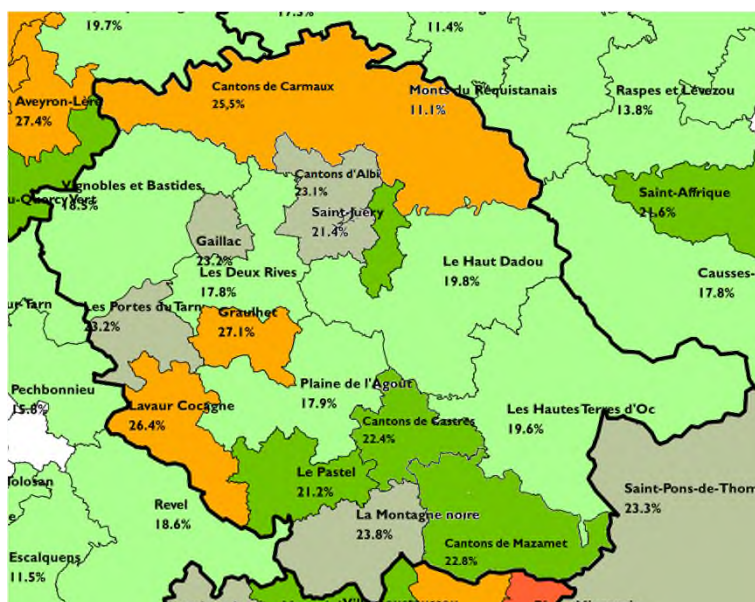 19.7%
11.4%
Aveyron-Lère
27.4%
Cantons de Carmaux
25,5%
Monts du Réquistanais
11.1%
Raspes et Lévezou
13.8%
Vignobles et Bastides
18.5%
Cantons d'Albi
23.1%
Saint-Juéry
21.4%
Saint-Affrique
21.6%
Gaillac
23.2%
Le Haut Dadou
19.8%
Les Deux Rives
17.8%
Causses-
17.8%
Les Portes du Tarn
23.2%
Graulhet
27.1%
Pechbonnieu
15.8%
Plaine de l'Agout
17.9%
Lavaur Cocagne
26.4%
Cantons de Castres
22.4%
Les Hautes Terres d'Oc
19.6%
Le Pastel
21.2%
Saint-Pons-de-Thom
23.3%
Revel
18.6%
La Montagne noire
23.8%
Cantons de Mazamet
22.8%
Escalquens
11.5%